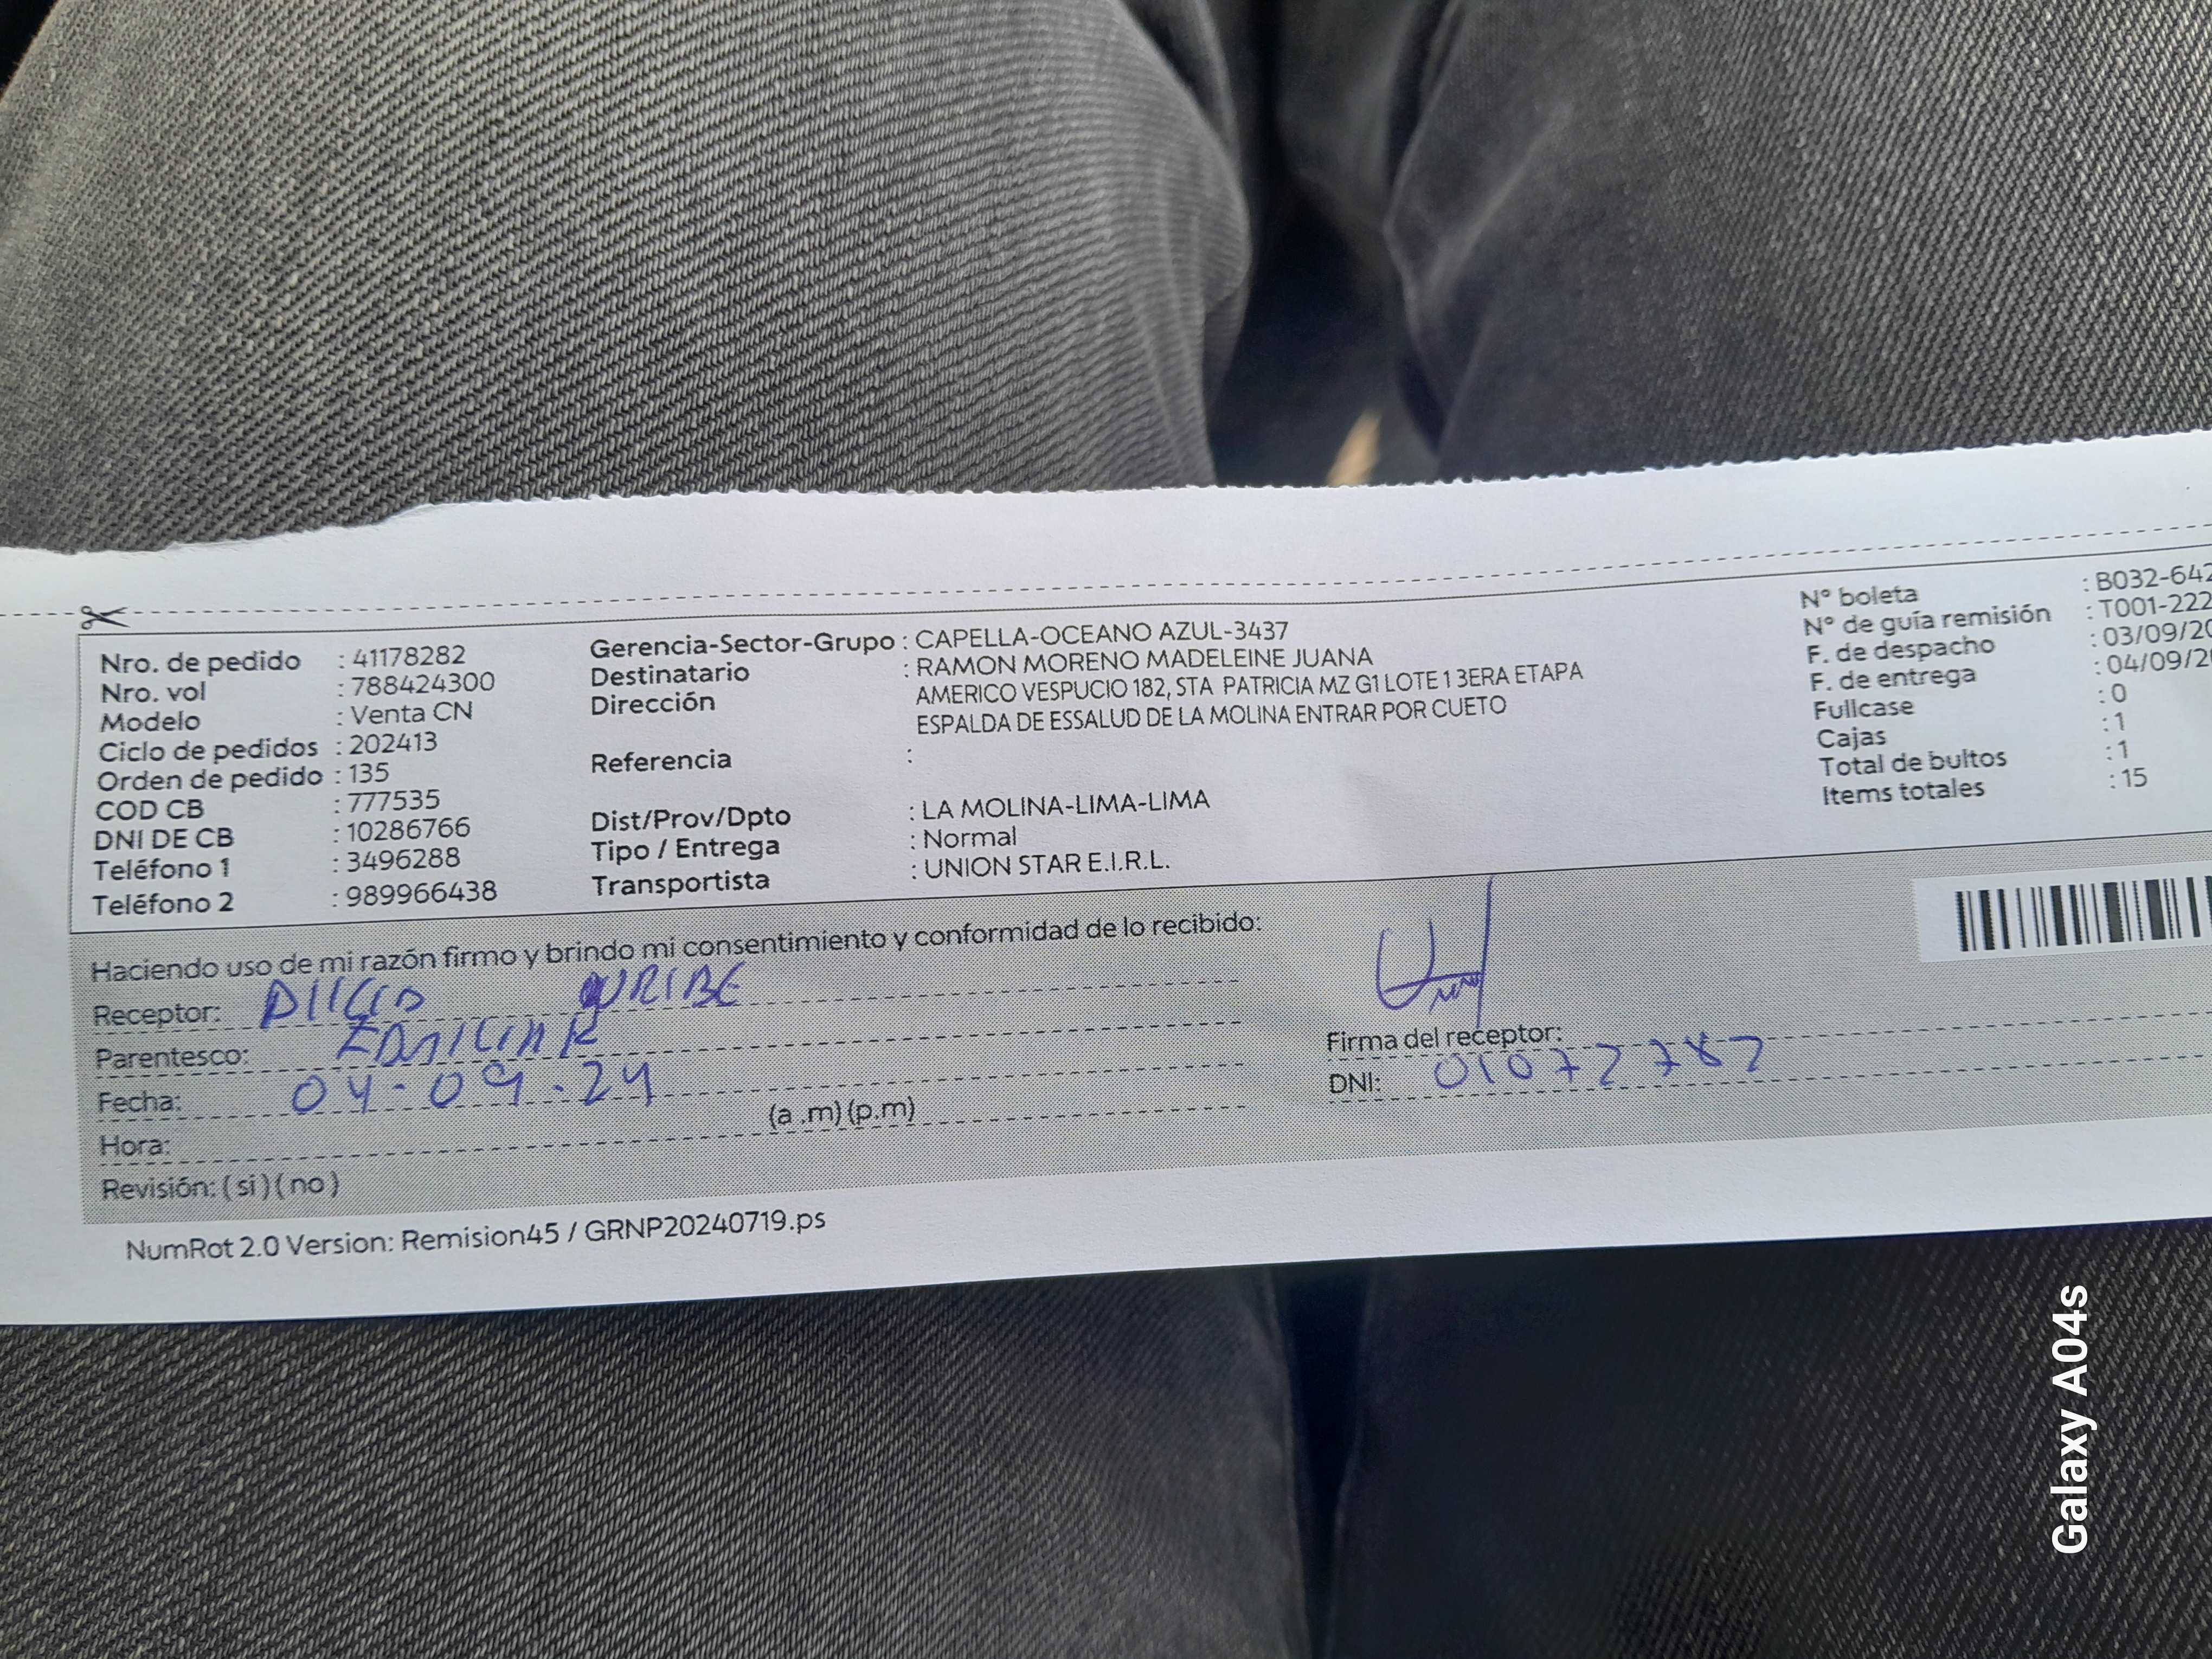 Nro. de pedido : 41178282
Nro. vol : 788424300
Modelo : Venta CN
Ciclo de pedidos : 202413
Orden de pedido : 135
COD CB : 777535
DNI DE CB : 10286766
Teléfono 1 : 3496288
Teléfono 2 : 989966438
Gerencia-Sector-Grupo : CAPELLA-OCEANO AZUL-3437
Destinatario : RAMON MORENO MADELEINE JUANA
Dirección AMERICO VESPUCIO 182, STA PATRICIA MZ G1 LOTE 1 3ERA ETAPA
ESPALDA DE ESSALUD DE LA MOLINA ENTRAR POR CUETO
Referencia :
Dist/Prov/Dpto : LA MOLINA-LIMA-LIMA
Tipo / Entrega : Normal
Transportista : UNION STAR E.I.R.L.
N° boleta : B032-642
N° de guía remisión : T001-222
F. de despacho : 03/09/20
F. de entrega : 04/09/2
Fullcase : 0
Cajas : 1
Total de bultos : 1
Items totales : 15
Haciendo uso de mi razón firmo y brindo mi consentimiento y conformidad de lo recibido:
Receptor: URIBE
Parentesco:
Fecha: 04-09-24
Hora: (a .m) (p.m)
Revisión: ( si ) ( no )
Firma del receptor:
DNI:
NumRot 2.0 Version: Remision45 / GRNP20240719.ps
Galaxy A04s